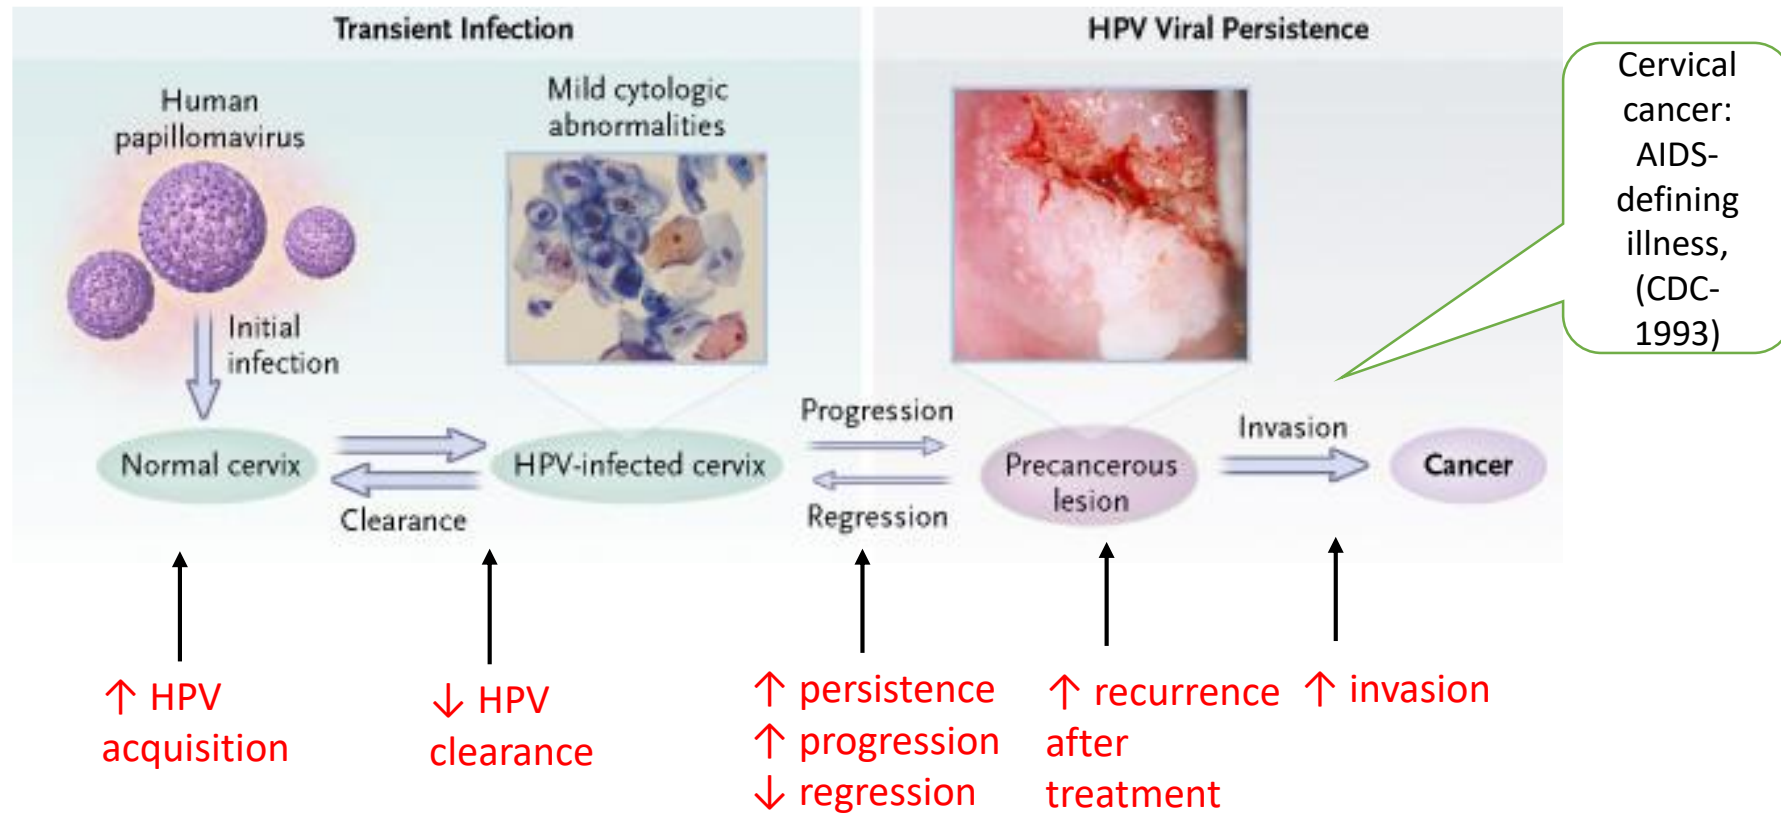 Transient Infection
HPV Viral Persistence
Human
papillomavirus
Mild cytologic
abnormalities
Cervical
cancer:
AIDS-
defining
illness,
(CDC-
1993)
Initial
infection
Progression
Invasion
Normal cervix
HPV-infected cervix
Precancerous
lesion
Cancer
Clearance
Regression
↑ HPV
acquisition
↓ HPV
clearance
↑ persistence
↑ progression
↓ regression
↑ recurrence
after
treatment
↑ invasion